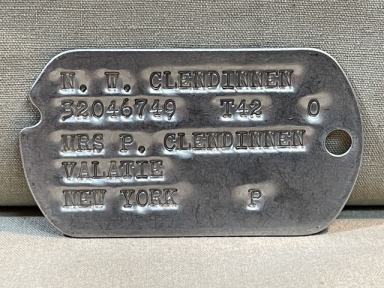 N. W. CLENDINNEN
32046749 T42 O
MRS P. CLENDINNEN
VALATIE
NEW YORK P